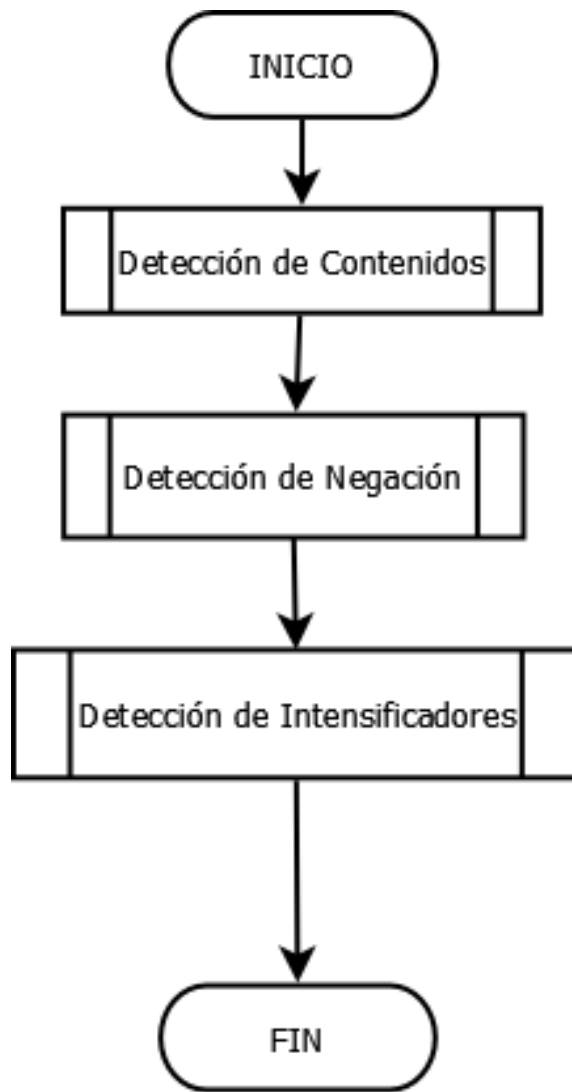 INICIO
Detección de Contenidos
Detección de Negación
Detección de Intensificadores
FIN